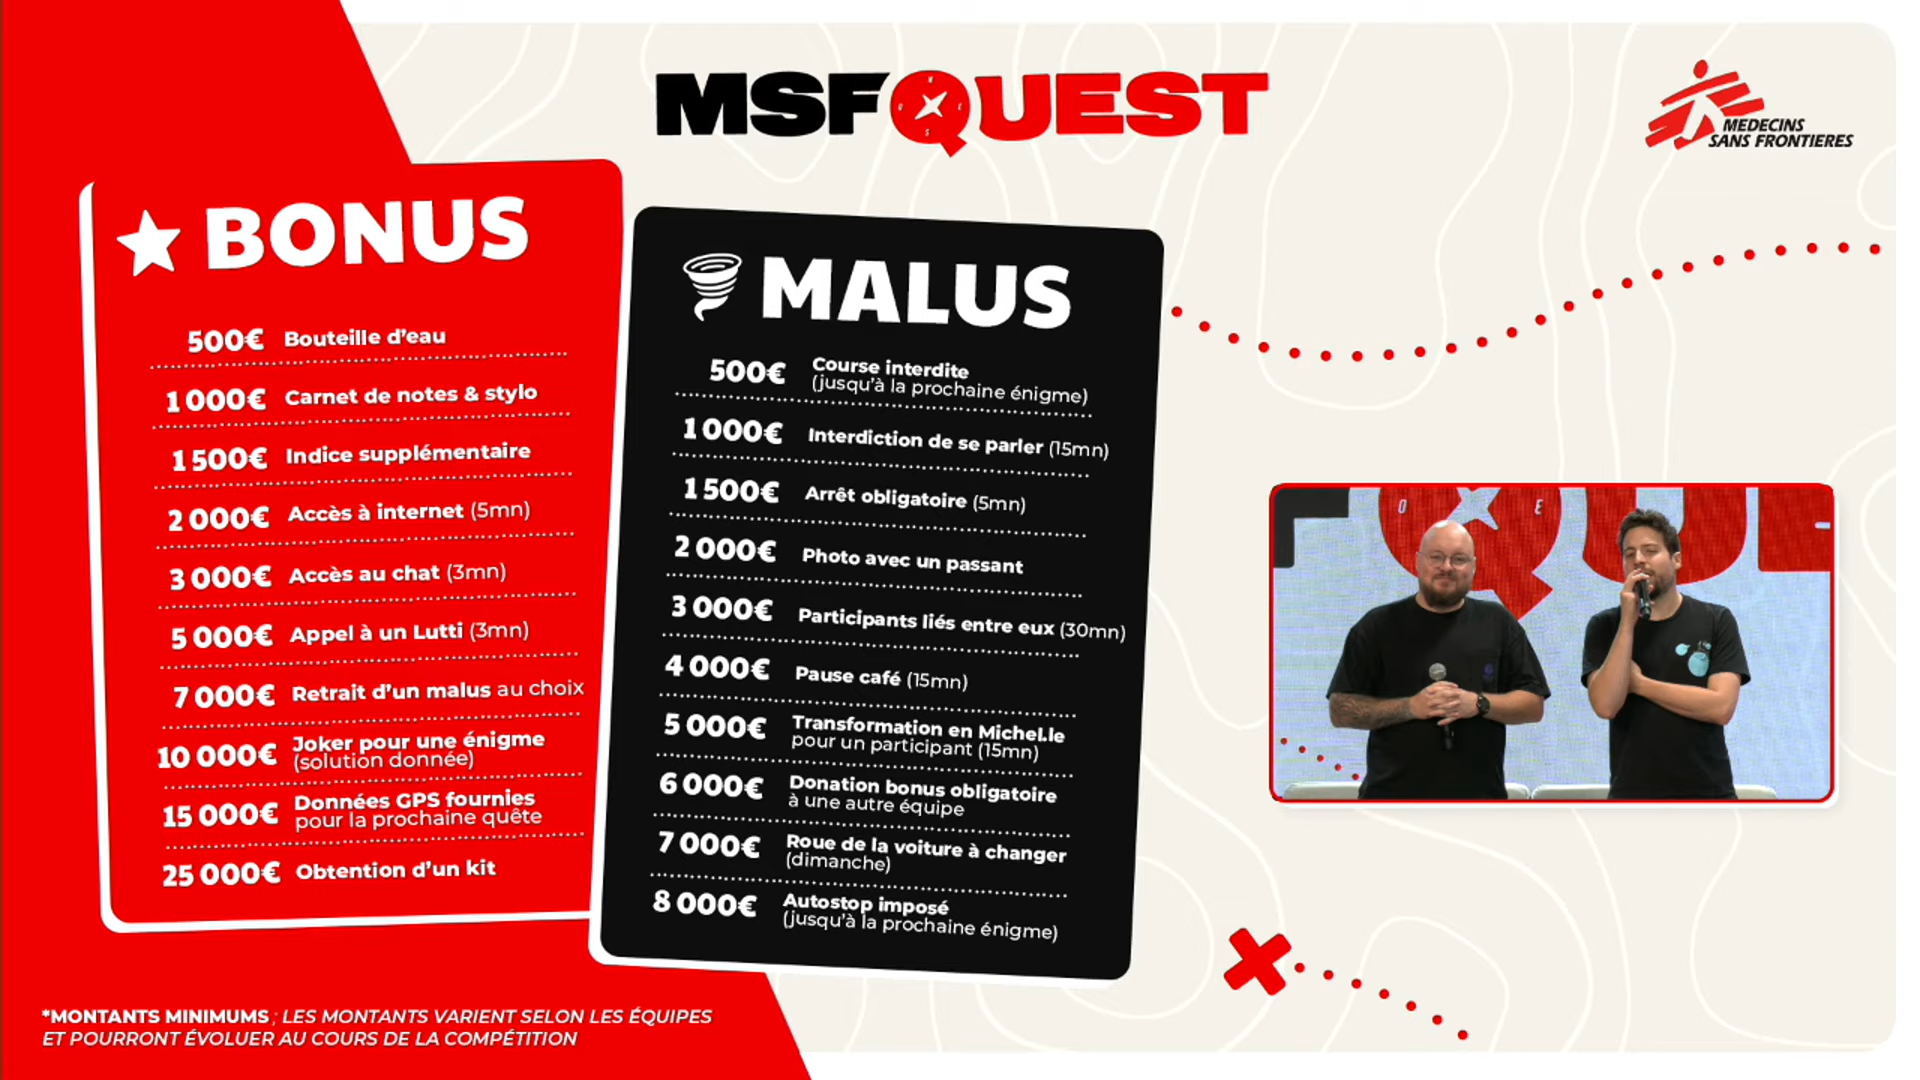 MSFQUEST
MEDECINS
SANS FRONTIERES
BONUS
500€ Bouteille d'eau
1 000€ Carnet de notes & stylo
1 500€ Indice supplémentaire
2 000€ Accès à internet (5mn)
3 000€ Accès au chat (3mn)
5 000€ Appel à un Lutti (3mn)
7 000€ Retrait d'un malus au choix
10 000€ Joker pour une énigme
(solution donnée)
15 000€ Données GPS fournies
pour la prochaine quête
25 000€ Obtention d'un kit
MALUS
500€ Course interdite
(jusqu'à la prochaine énigme)
1 000€ Interdiction de se parler (15mn)
1 500€ Arrêt obligatoire (5mn)
2 000€ Photo avec un passant
3 000€ Participants liés entre eux (30mn)
4 000€ Pause café (15mn)
5 000€ Transformation en Michel.le
pour un participant (15mn)
6 000€ Donation bonus obligatoire
à une autre équipe
7 000€ Roue de la voiture à changer
(dimanche)
8 000€ Autostop imposé
(jusqu'à la prochaine énigme)
O E
*MONTANTS MINIMUMS ; LES MONTANTS VARIENT SELON LES ÉQUIPES
ET POURRONT ÉVOLUER AU COURS DE LA COMPÉTITION